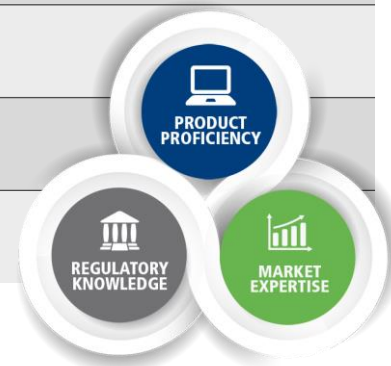 PRODUCT
PROFICIENCY
REGULATORY
KNOWLEDGE
MARKET
EXPERTISE